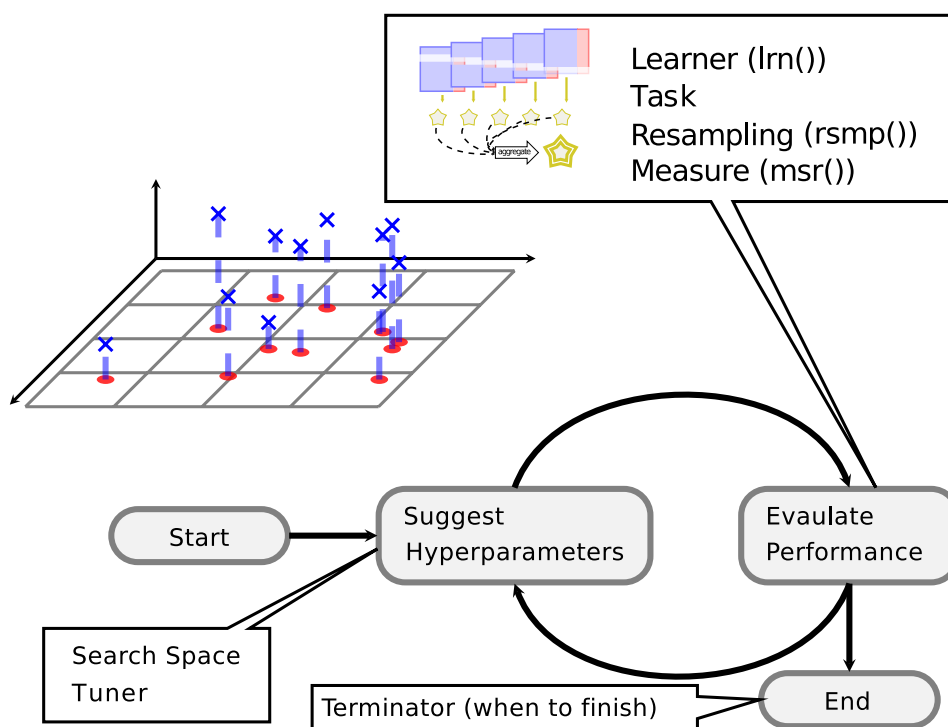 Learner (lrn())
Task
Resampling (rsmp())
Measure (msr())
aggregate
Start
Suggest
Hyperparameters
Evaulate
Performance
Search Space
Tuner
Terminator (when to finish)
End